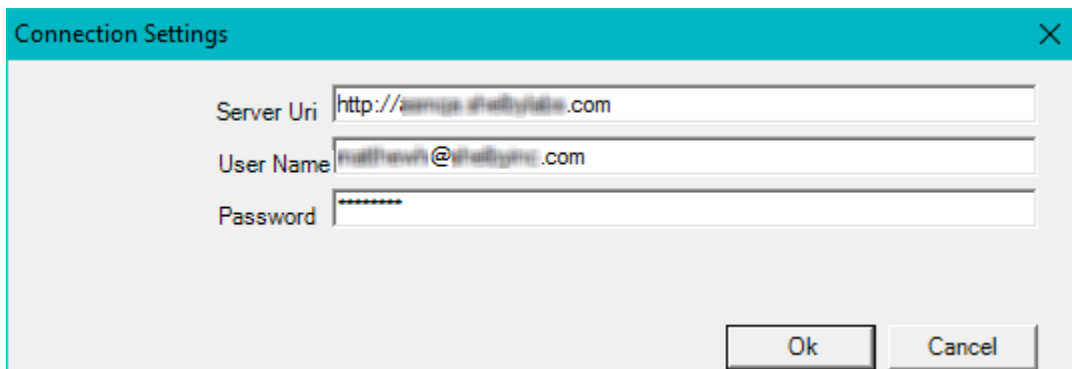 Connection Settings
Server Uri http:// .com
User Name @ .com
Password ********
Ok Cancel